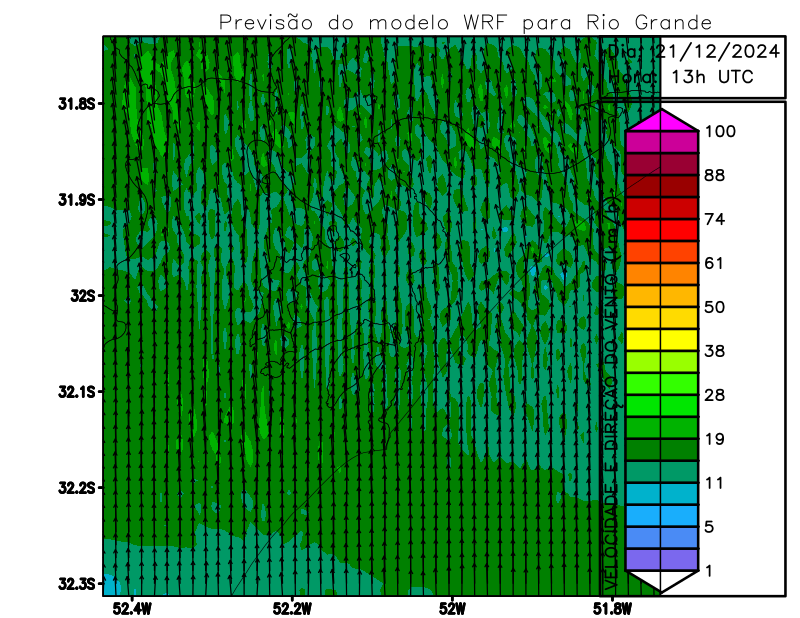 Previsão do modelo WRF para Rio Grande
Dia: 21/12/2024
Hora: 13h UTC
31.8S
31.9S
32S
32.1S
32.2S
32.3S
52.4W
52.2W
52W
51.8W
VELOCIDADE E DIREÇÃO DO VENTO (km/h)
100
88
74
61
50
38
28
19
11
5
1